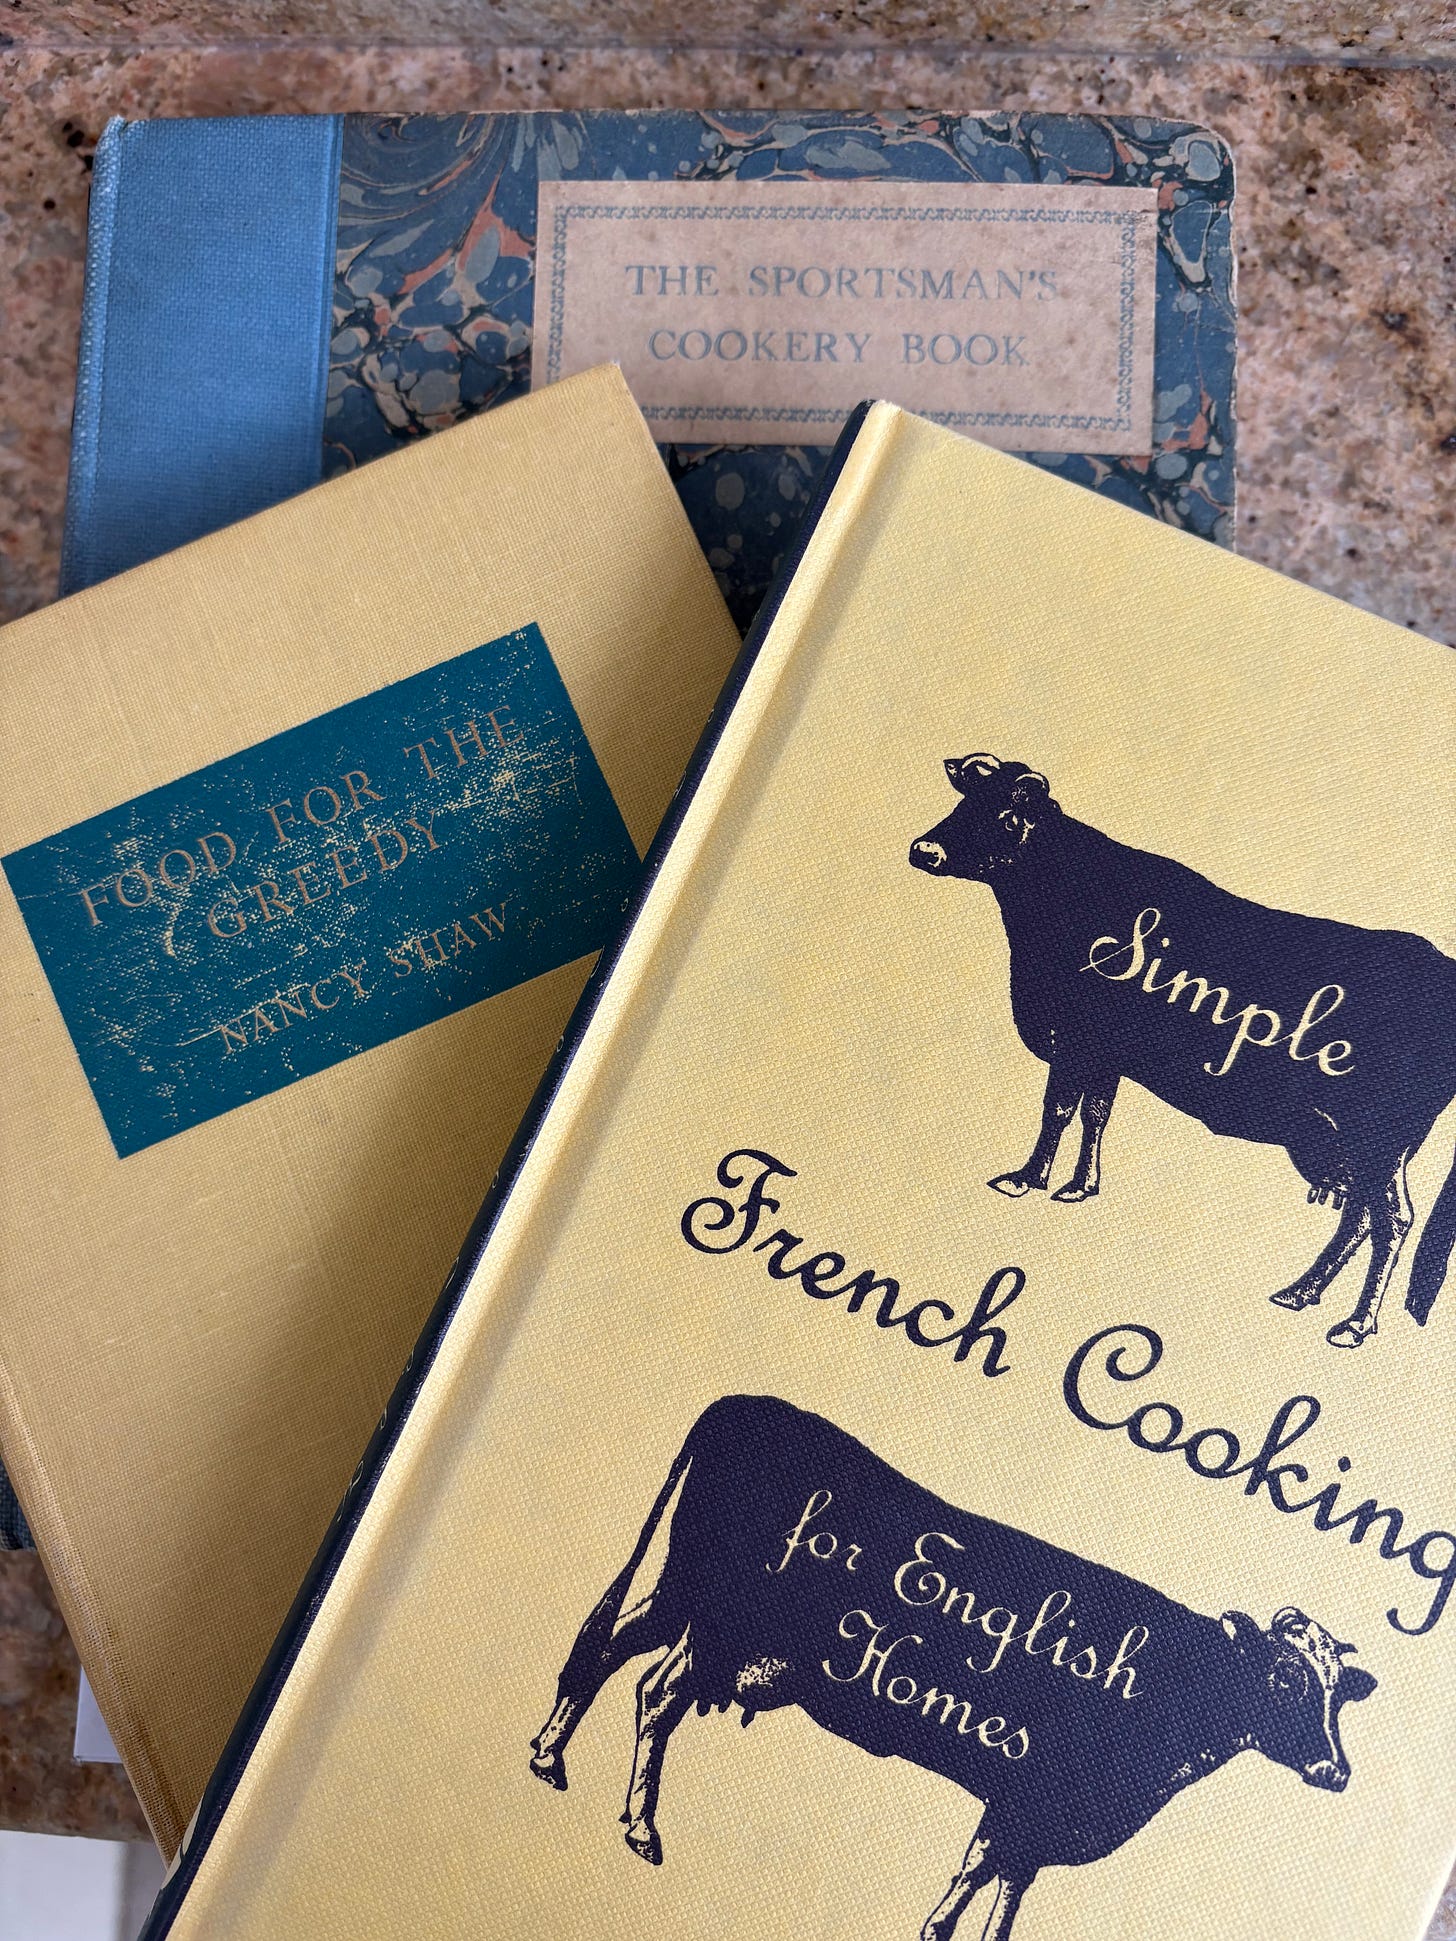 THE SPORTSMAN'S
COOKERY BOOK
FOOD FOR THE
GREEDY
NANCY SHAW
Simple
French Cooking
for English
Homes